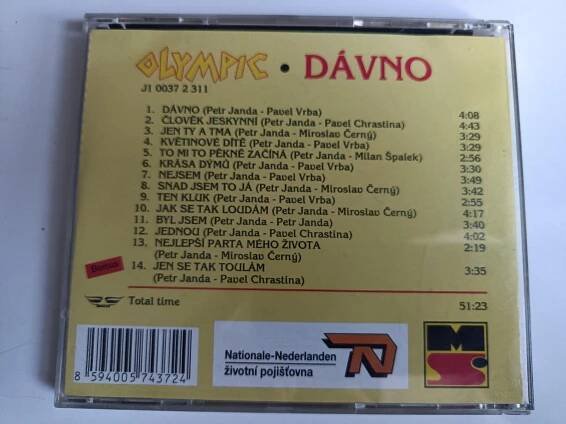 OLYMPIC • DÁVNO
J1 0037 2 311
1. DÁVNO (Petr Janda - Pavel Vrba) 4:08
2. ČLOVĚK JESKYNNÍ (Petr Janda - Pavel Chrastina) 4:43
3. JEN TY A TMA (Petr Janda - Miroslav Černý) 3:29
4. KVĚTINOVÉ DÍTĚ (Petr Janda - Pavel Vrba) 3:29
5. TO MI TO PĚKNĚ ZAČÍNÁ (Petr Janda - Milan Špalek) 2:56
6. KRÁSA DÝMŮ (Petr Janda - Pavel Vrba) 3:30
7. NEJSEM (Petr Janda - Pavel Vrba) 3:49
8. SNAD JSEM TO JÁ (Petr Janda - Miroslav Černý) 3:42
9. TEN KLUK (Petr Janda - Pavel Vrba) 2:55
10. JAK SE TAK LOUDÁM (Petr Janda - Miroslav Černý) 4:17
11. BYL JSEM (Petr Janda - Petr Janda) 3:40
12. JEDNOU (Petr Janda - Pavel Chrastina) 4:02
13. NEJLEPŠÍ PARTA MÉHO ŽIVOTA 2:19
(Petr Janda - Miroslav Černý)
Bonus
14. JEN SE TAK TOULÁM 3:35
(Petr Janda - Pavel Chrastina)
Total time 51:23
8 594005 743724
Nationale-Nederlanden
životní pojišťovna
M